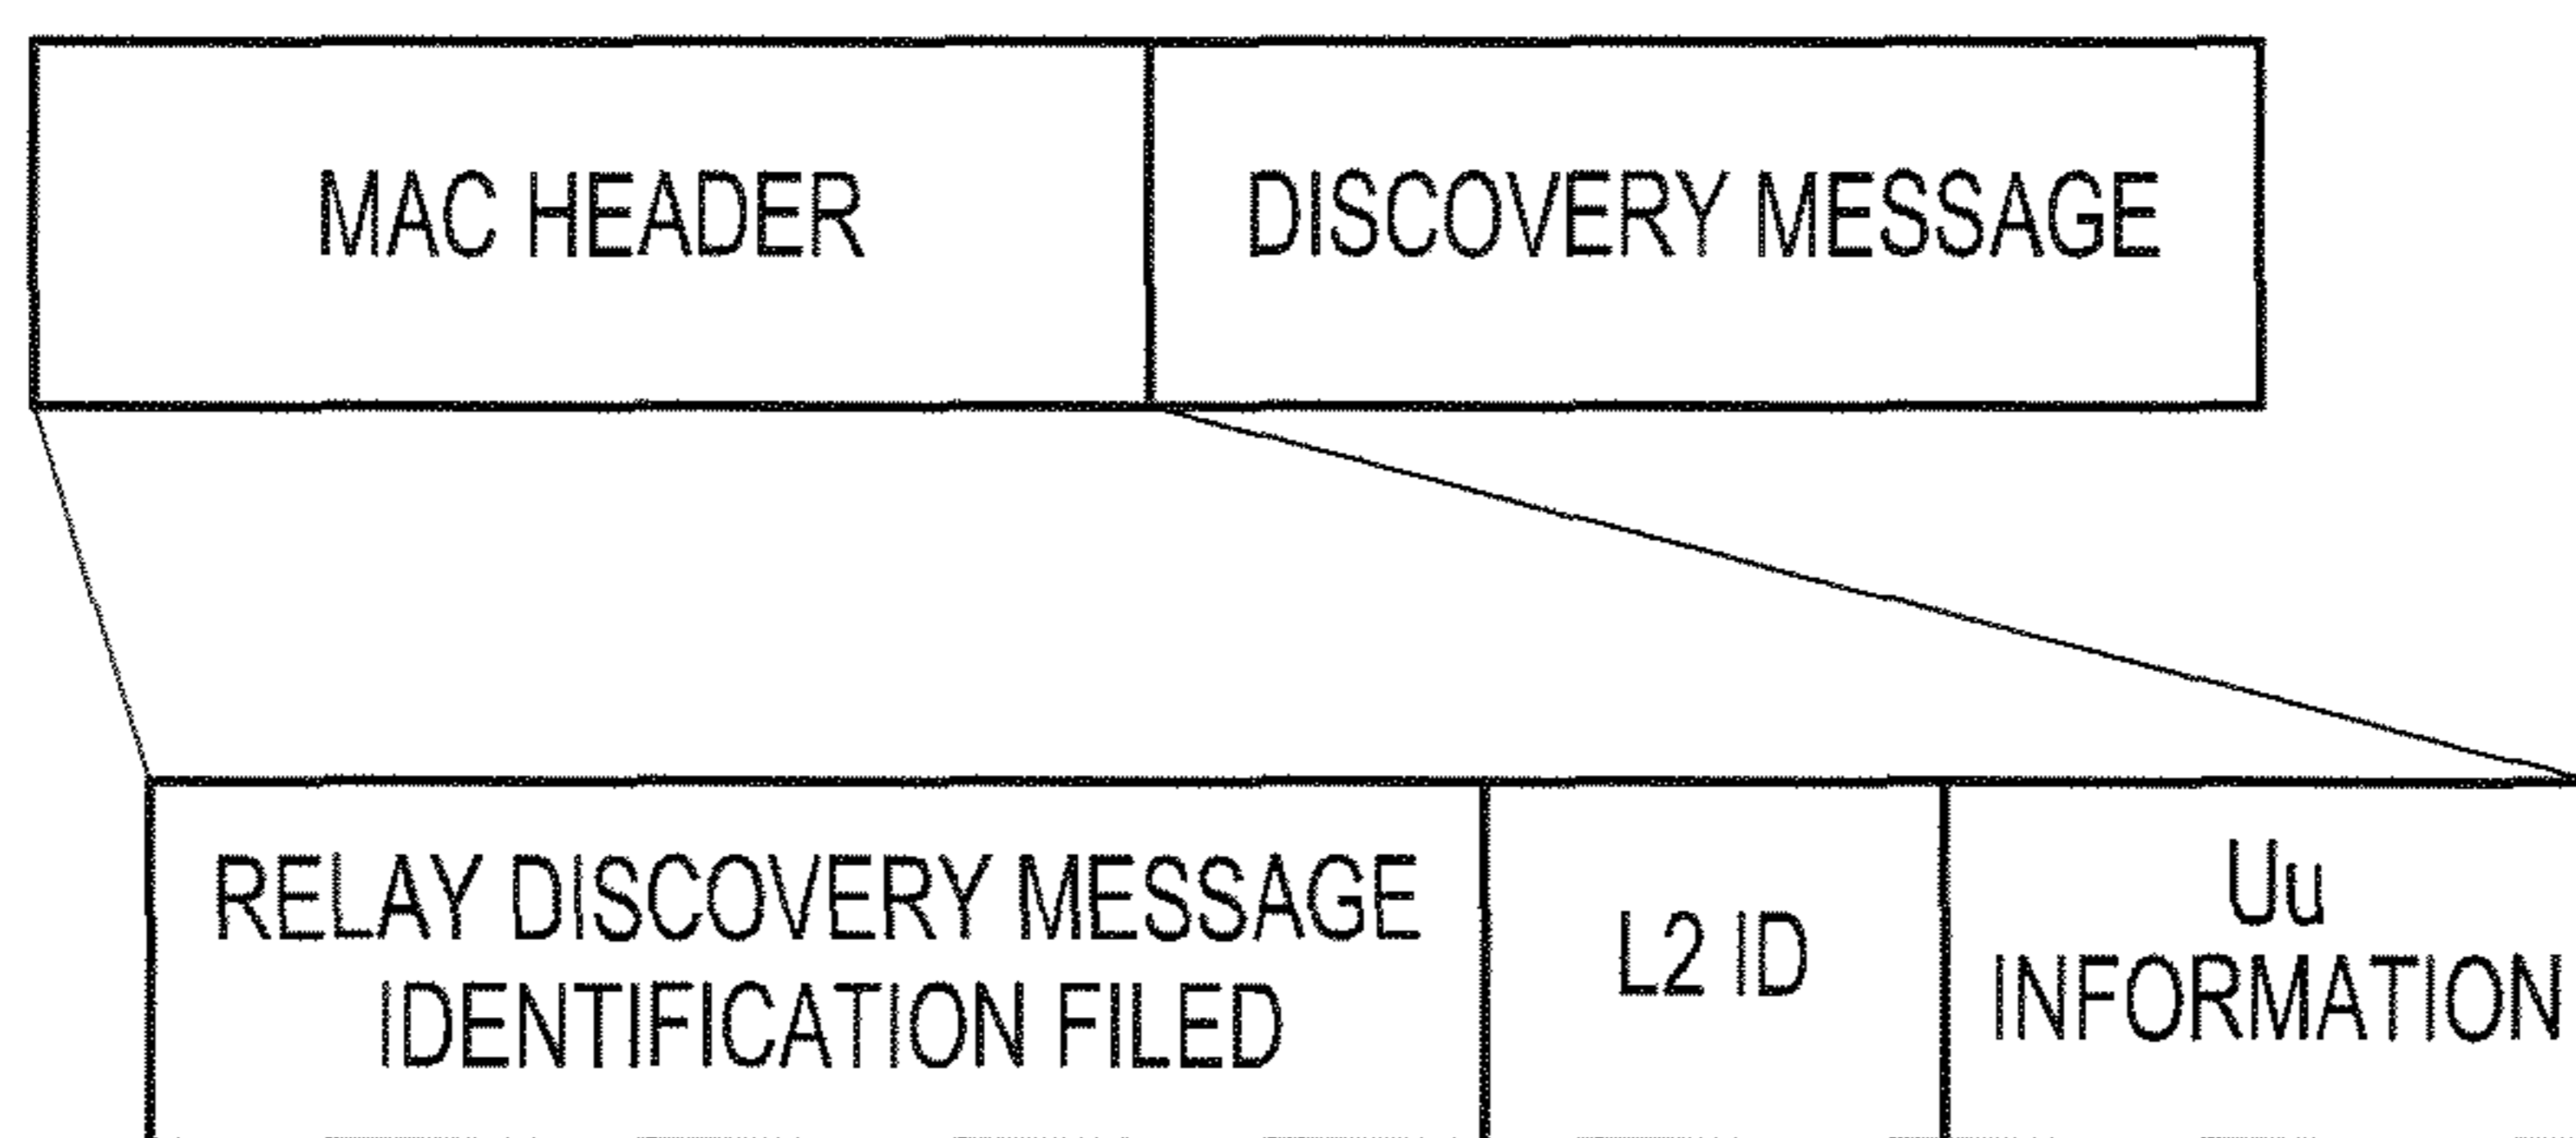 MAC HEADER
DISCOVERY MESSAGE
RELAY DISCOVERY MESSAGE
IDENTIFICATION FILED
L2 ID
Uu
INFORMATION